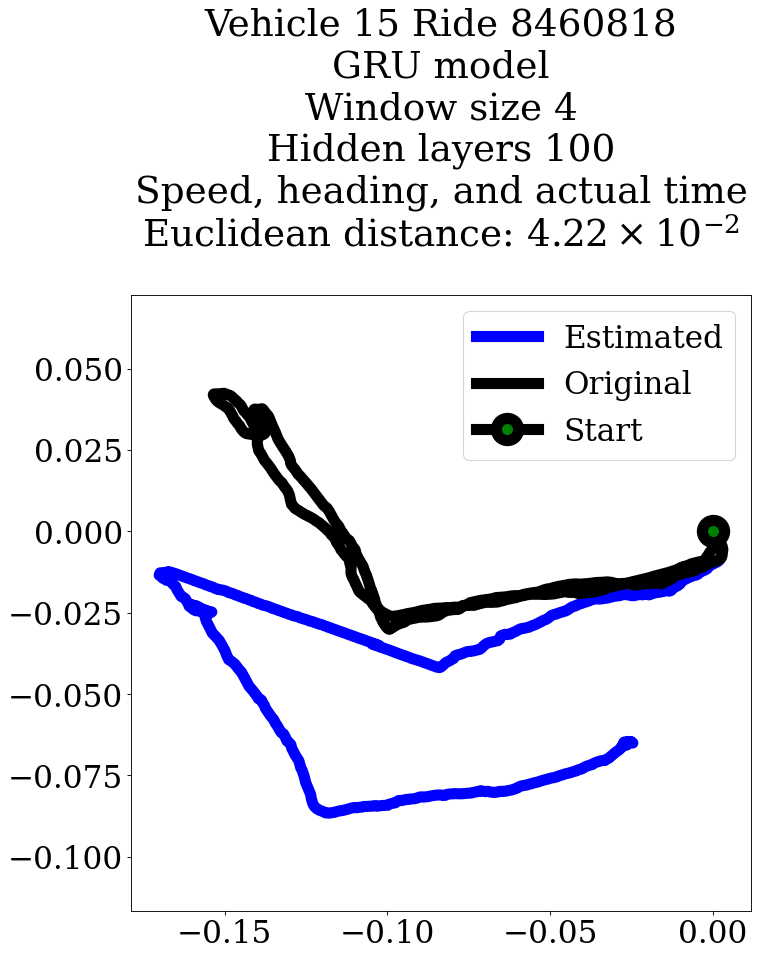 Vehicle 15 Ride 8460818
GRU model
Window size 4
Hidden layers 100
Speed, heading, and actual time
Euclidean distance: 4.22 × 10⁻²
Estimated
Original
Start
0.050
0.025
0.000
−0.025
−0.050
−0.075
−0.100
−0.15 −0.10 −0.05 0.00